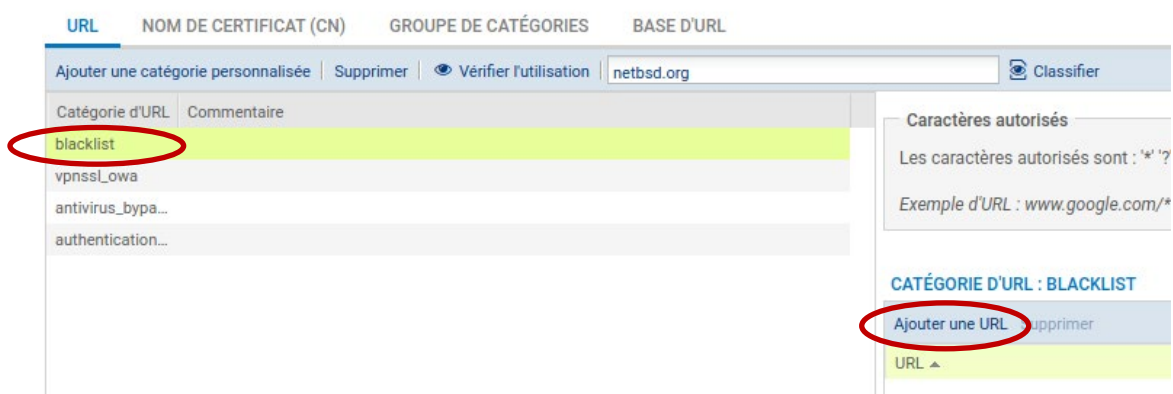 URL NOM DE CERTIFICAT (CN) GROUPE DE CATÉGORIES BASE D'URL
Ajouter une catégorie personnalisée Supprimer Vérifier l'utilisation netbsd.org Classifier
Catégorie d'URL Commentaire
blacklist
vpnssl_owa
antivirus_bypa...
authentication...
Caractères autorisés
Les caractères autorisés sont : '*' '?'
Exemple d'URL : www.google.com/*
CATÉGORIE D'URL : BLACKLIST
Ajouter une URL Supprimer
URL